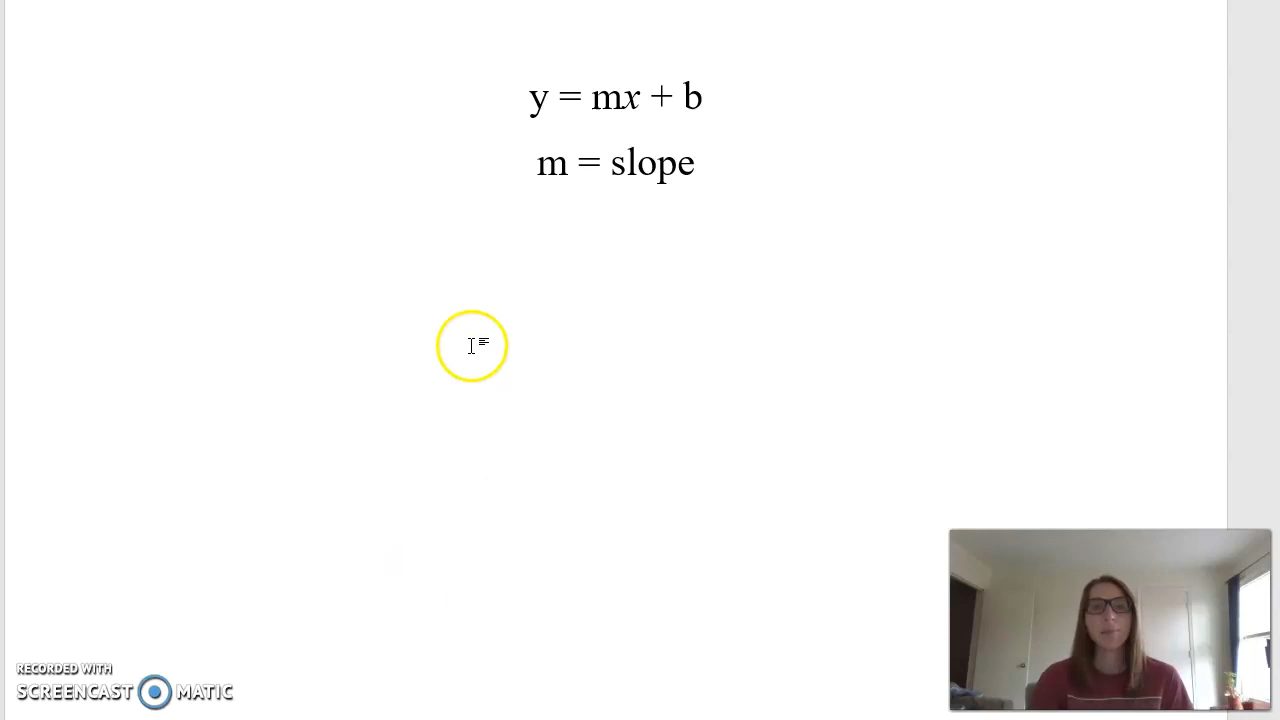 y = mx + b
m = slope
RECORDED WITH
SCREENCAST MATIC